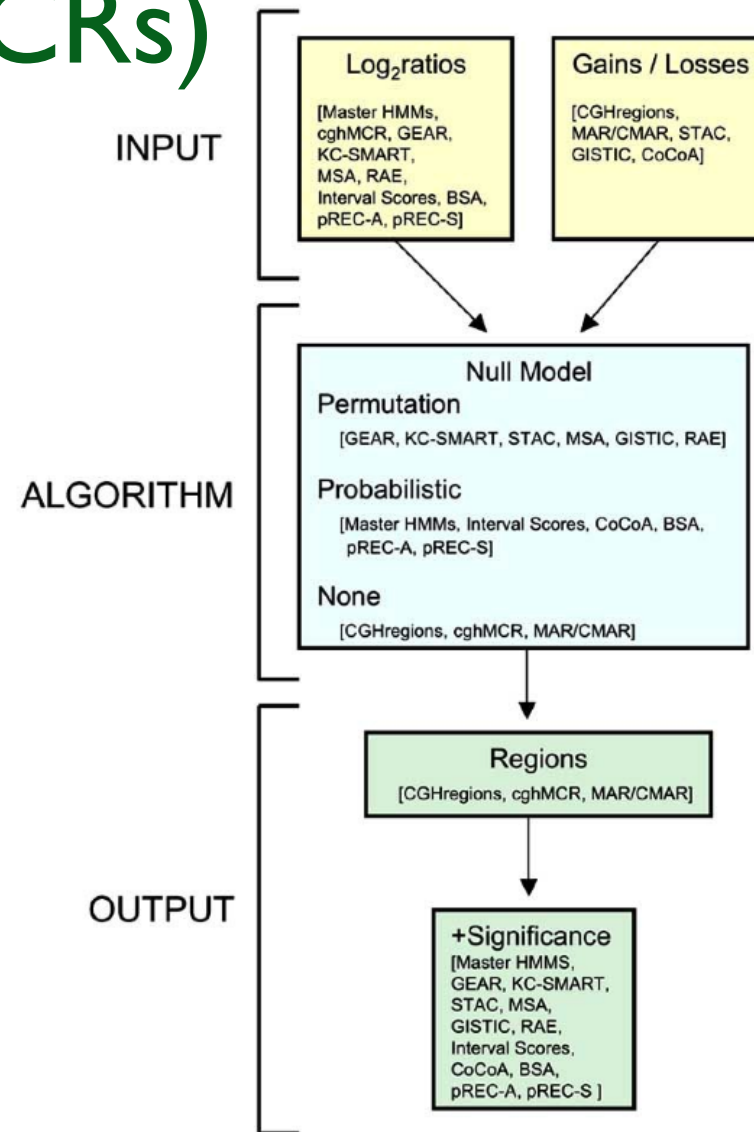 CRs)
INPUT
Log₂ratios
[Master HMMs,
cghMCR, GEAR,
KC-SMART,
MSA, RAE,
Interval Scores, BSA,
pREC-A, pREC-S]
Gains / Losses
[CGHregions,
MAR/CMAR, STAC,
GISTIC, CoCoA]
ALGORITHM
Null Model
Permutation
[GEAR, KC-SMART, STAC, MSA, GISTIC, RAE]
Probabilistic
[Master HMMs, Interval Scores, CoCoA, BSA,
pREC-A, pREC-S]
None
[CGHregions, cghMCR, MAR/CMAR]
OUTPUT
Regions
[CGHregions, cghMCR, MAR/CMAR]
+Significance
[Master HMMS,
GEAR, KC-SMART,
STAC, MSA,
GISTIC, RAE,
Interval Scores,
CoCoA, BSA,
pREC-A, pREC-S ]